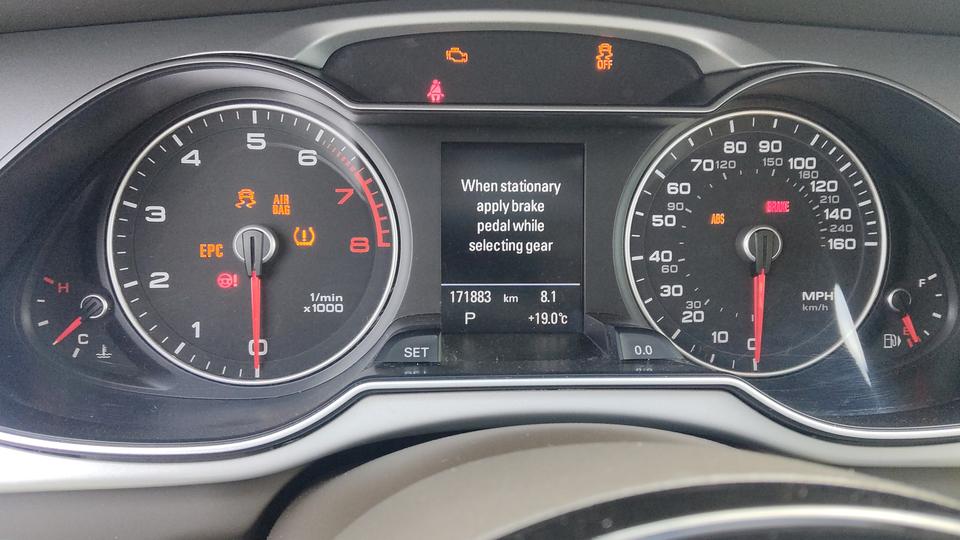 OFF
5
4
6
3
7
2
8
1
0
AIR
BAG
EPC
!
1/min
x1000
H
C
When stationary
apply brake
pedal while
selecting gear
171883 km 8.1
P +19.0°C
SET
0.0
80
90
70
120
150
100
60
180
120
90
210
50
140
240
40
160
60
30
30
20
10
ABS
BRAKE
MPH
km/h
F